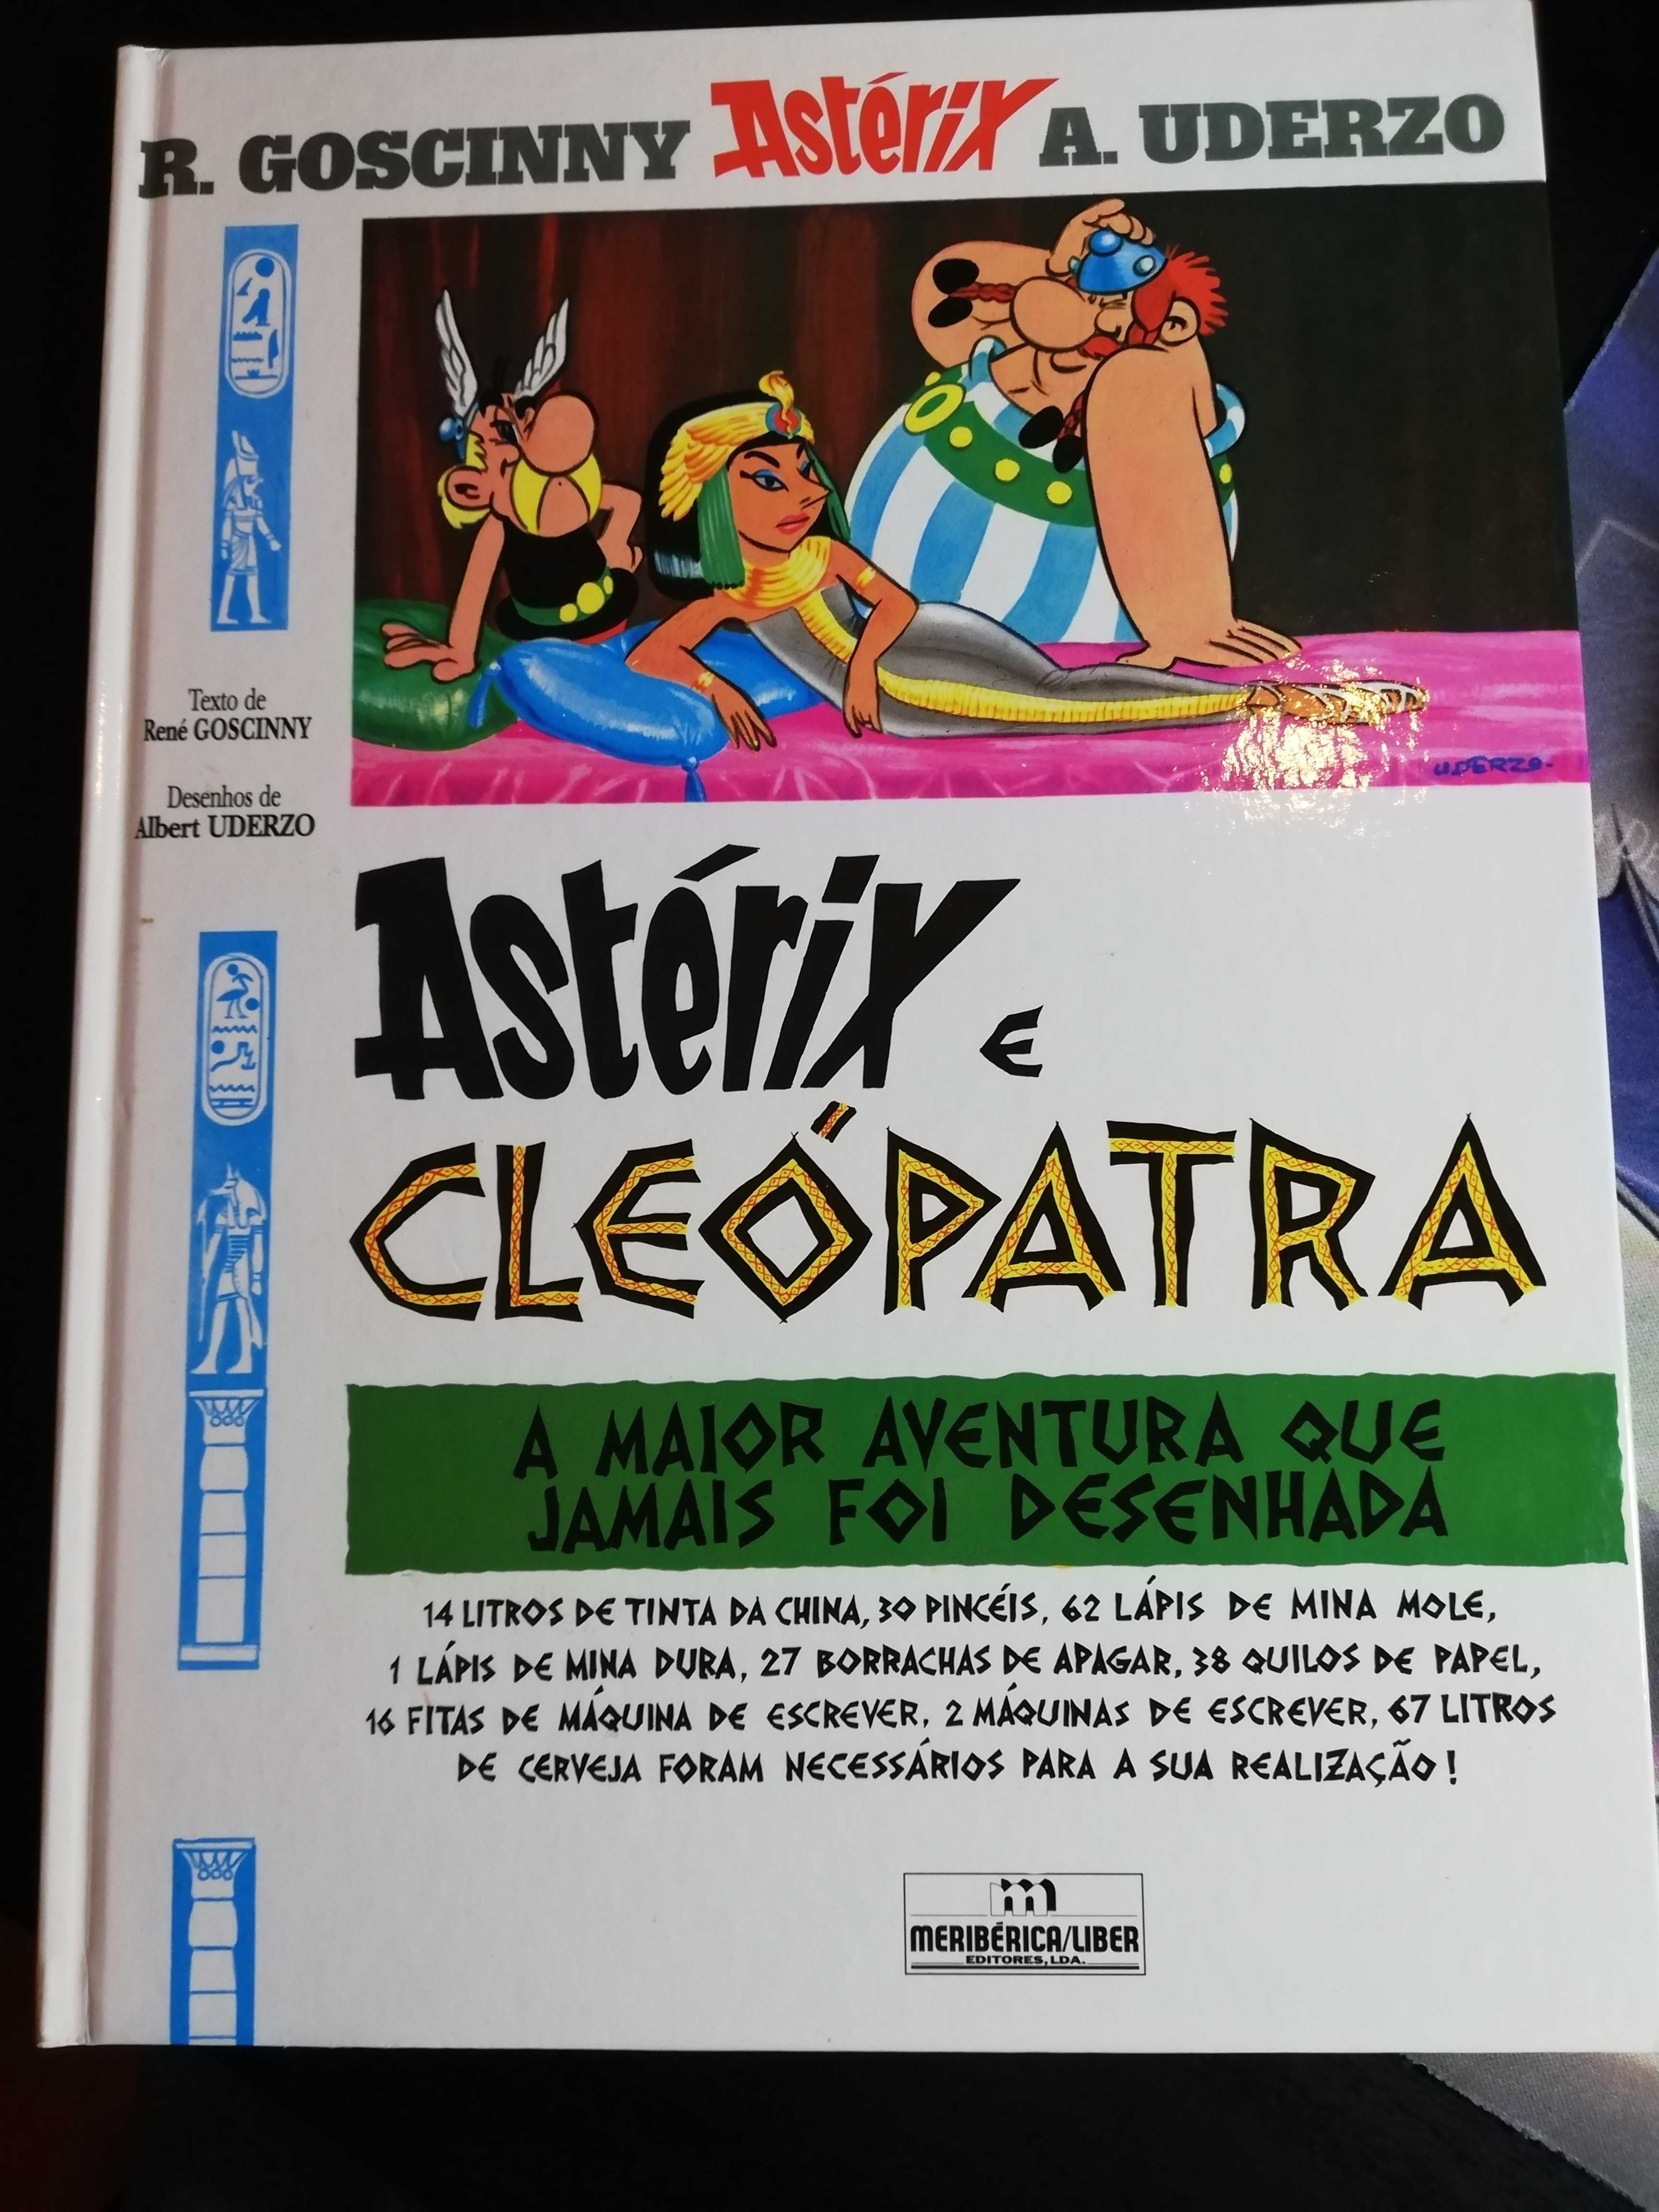 R. GOSCINNY Astérix A. UDERZO
UDERZO
Texto de
René GOSCINNY
Desenhos de
Albert UDERZO
Astérix E
CLEÓPATRA
A MAIOR AVENTURA QUE
JAMAIS FOI DESENHADA
14 LITROS DE TINTA DA CHINA, 30 PINCÉIS, 62 LÁPIS DE MINA MOLE,
1 LÁPIS DE MINA DURA, 27 BORRACHAS DE APAGAR, 38 QUILOS DE PAPEL,
16 FITAS DE MÁQUINA DE ESCREVER, 2 MÁQUINAS DE ESCREVER, 67 LITROS
DE CERVEJA FORAM NECESSÁRIOS PARA A SUA REALIZAÇÃO!
m
MERIBÉRICA/LIBER
EDITORES, LDA.